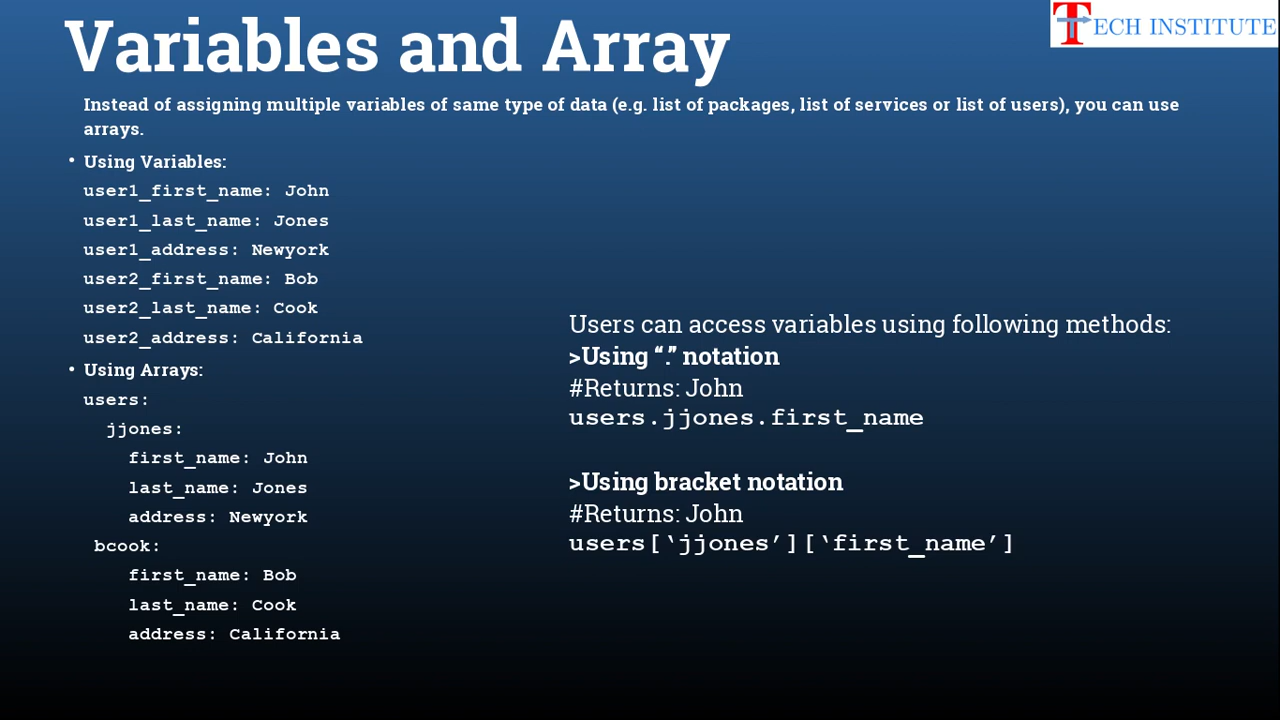 Variables and Array
TECH INSTITUTE
Instead of assigning multiple variables of same type of data (e.g. list of packages, list of services or list of users), you can use
arrays.
• Using Variables:
user1_first_name: John
user1_last_name: Jones
user1_address: Newyork
user2_first_name: Bob
user2_last_name: Cook
user2_address: California
• Using Arrays:
users:
  jjones:
    first_name: John
    last_name: Jones
    address: Newyork
 bcook:
    first_name: Bob
    last_name: Cook
    address: California
Users can access variables using following methods:
>Using “.” notation
#Returns: John
users.jjones.first_name
>Using bracket notation
#Returns: John
users[‘jjones’][‘first_name’]